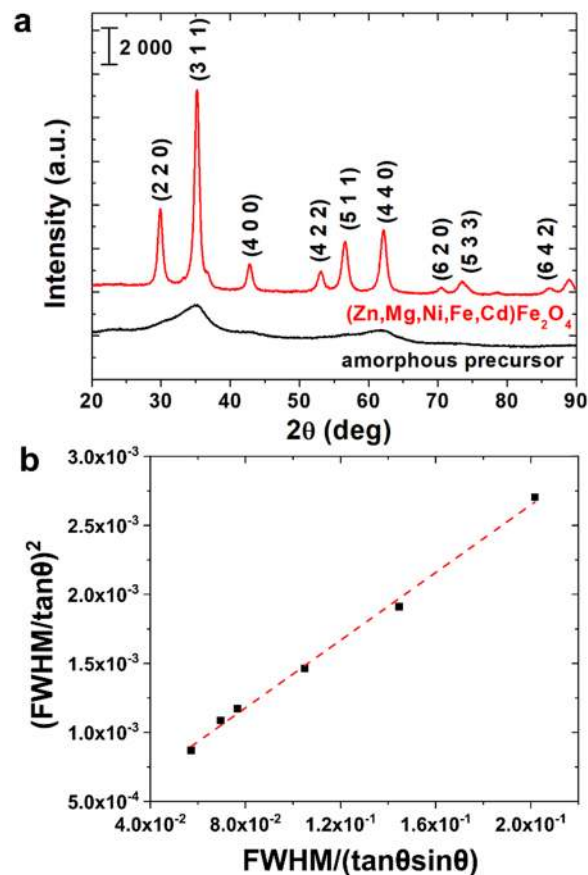 a
2 000
(2 2 0)
(3 1 1)
(4 0 0)
(4 2 2)
(5 1 1)
(4 4 0)
(6 2 0)
(5 3 3)
(6 4 2)
Intensity (a.u.)
(Zn,Mg,Ni,Fe,Cd)Fe₂O₄
amorphous precursor
20 30 40 50 60 70 80 90
2θ (deg)
b
3.0x10⁻³
2.5x10⁻³
2.0x10⁻³
1.5x10⁻³
1.0x10⁻³
5.0x10⁻⁴
(FWHM/tanθ)²
4.0x10⁻² 8.0x10⁻² 1.2x10⁻¹ 1.6x10⁻¹ 2.0x10⁻¹
FWHM/(tanθsinθ)